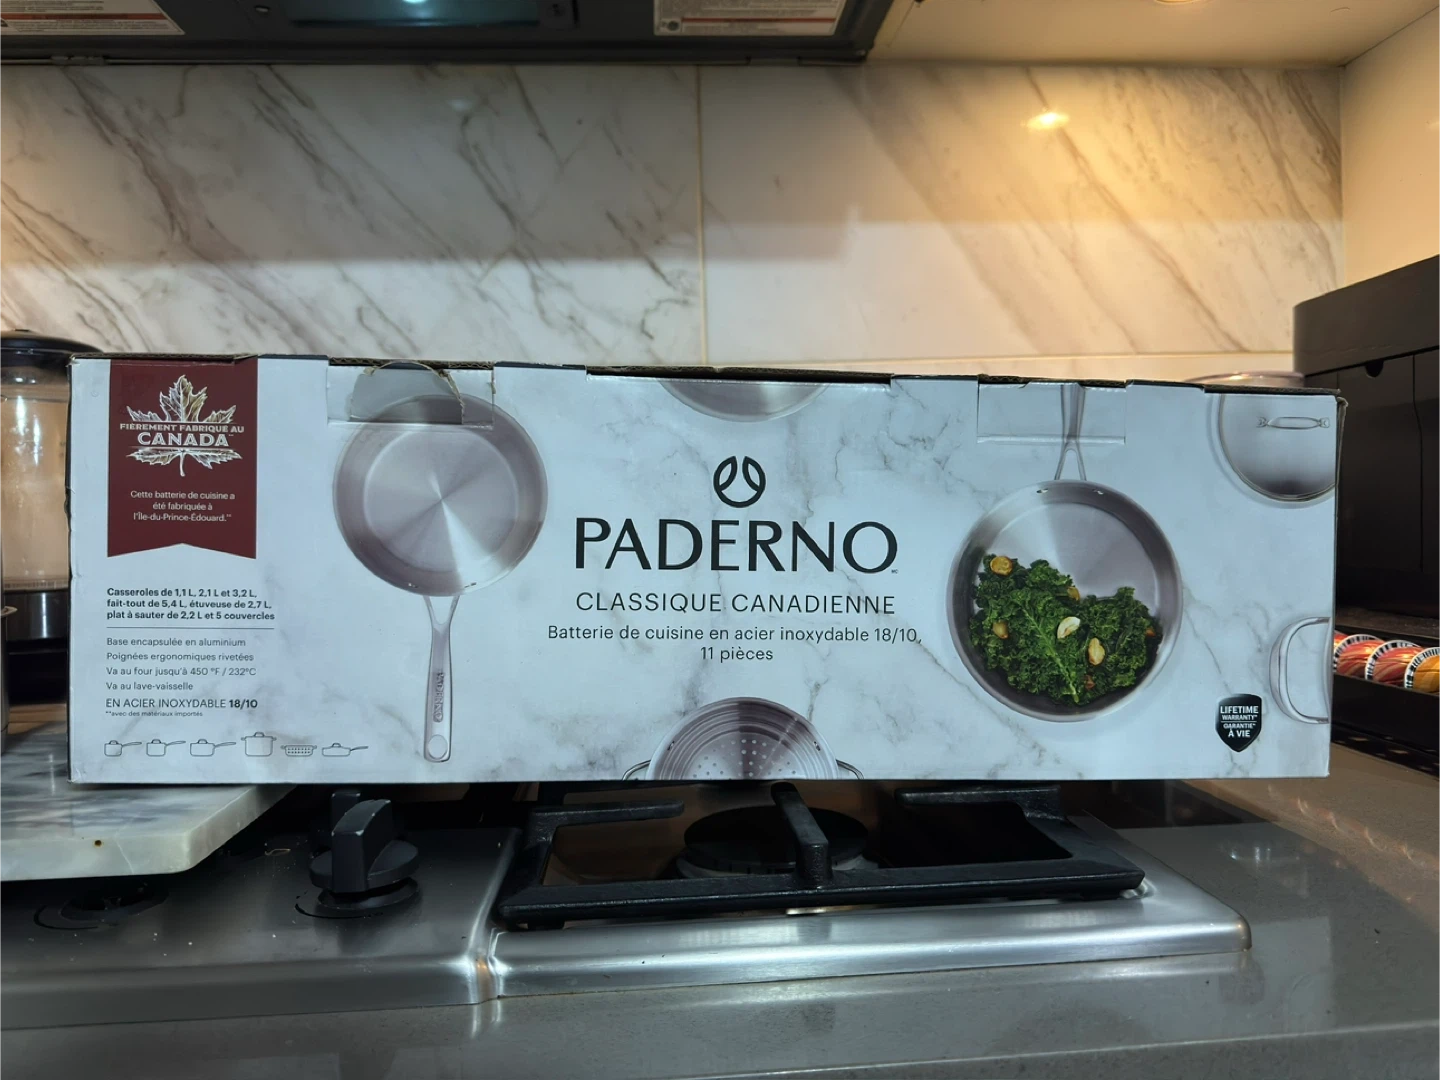 FIÈREMENT FABRIQUÉ AU
CANADA
Cette batterie de cuisine a
été fabriquée à
l'Île-du-Prince-Édouard.**
Casseroles de 1,1 L, 2,1 L et 3,2 L,
fait-tout de 5,4 L, étuveuse de 2,7 L,
plat à sauter de 2,2 L et 5 couvercles
Base encapsulée en aluminium
Poignées ergonomiques rivetées
Va au four jusqu'à 450 °F / 232°C
Va au lave-vaisselle
EN ACIER INOXYDABLE 18/10
**avec des matériaux importés
PADERNO
PADERNO MC
CLASSIQUE CANADIENNE
Batterie de cuisine en acier inoxydable 18/10,
11 pièces
LIFETIME
WARRANTY*
GARANTIE*
À VIE